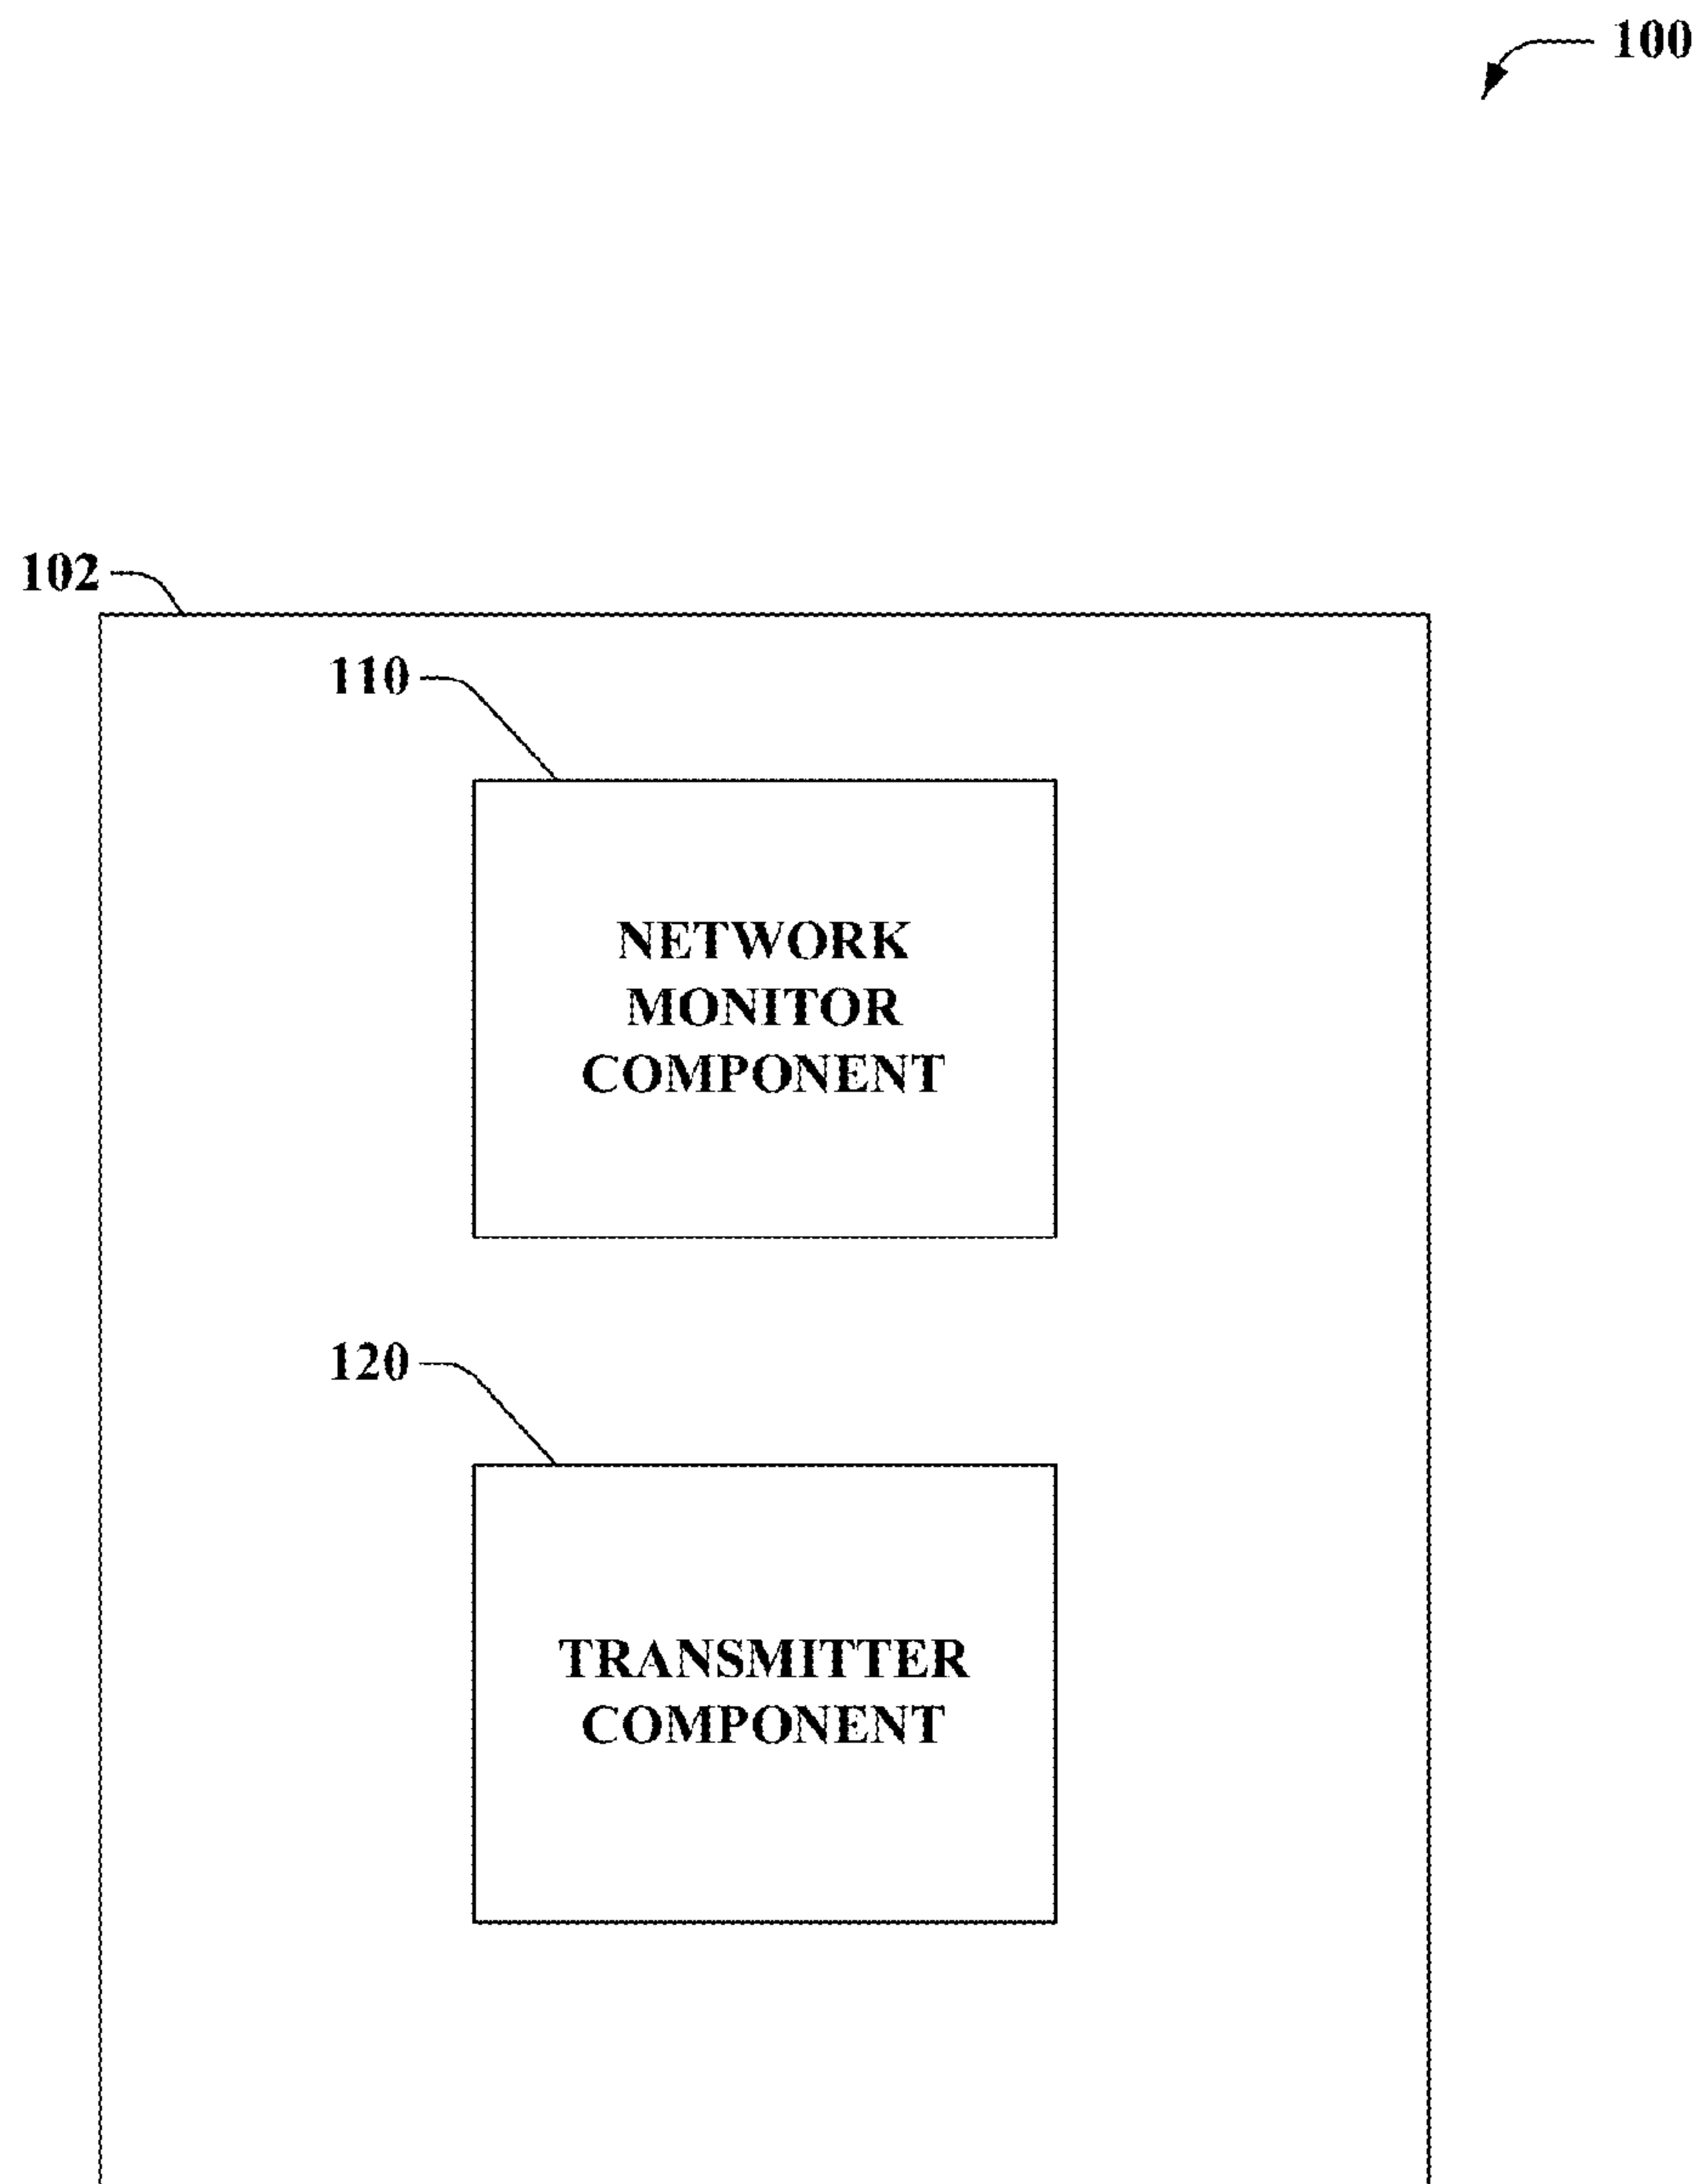 100
102
110
NETWORK
MONITOR
COMPONENT
120
TRANSMITTER
COMPONENT